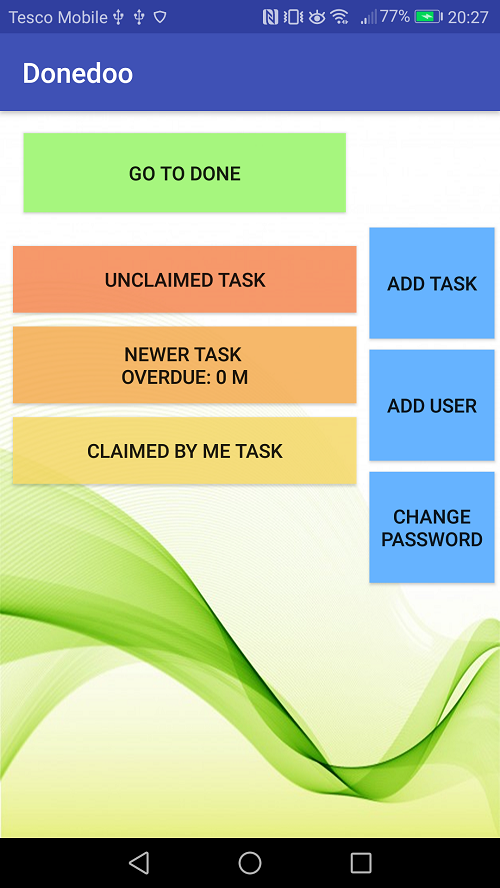 Tesco Mobile 77% 20:27
Donedoo
GO TO DONE
UNCLAIMED TASK
NEWER TASK
OVERDUE: 0 M
CLAIMED BY ME TASK
ADD TASK
ADD USER
CHANGE
PASSWORD